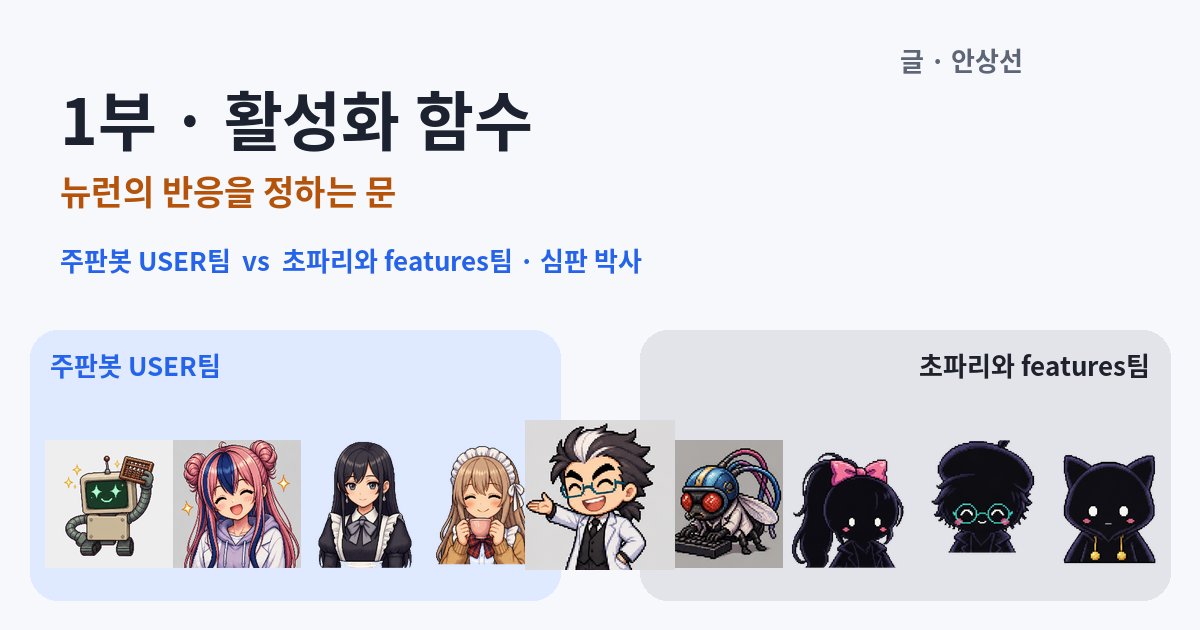 글 · 안상선
1부 · 활성화 함수
뉴런의 반응을 정하는 문
주판봇 USER팀 vs 초파리와 features팀 · 심판 박사
주판봇 USER팀
초파리와 features팀